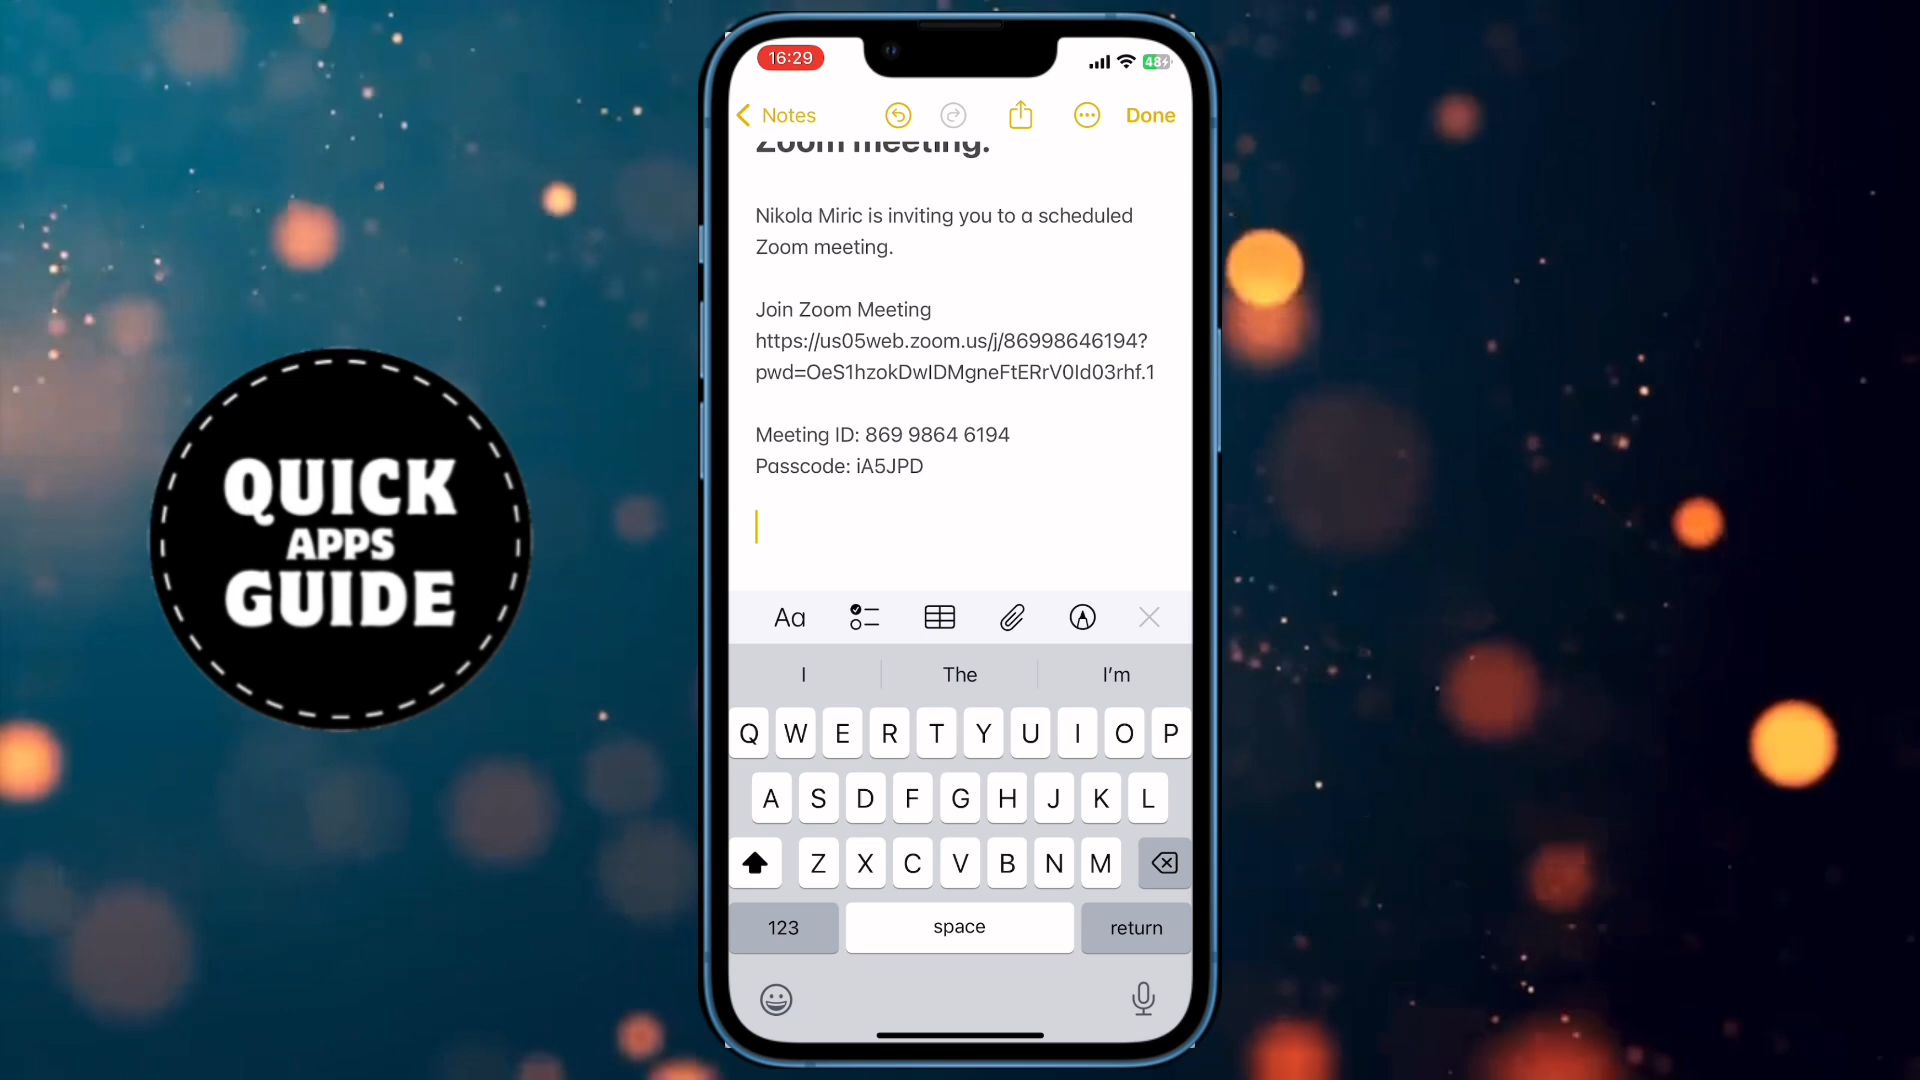 QUICK
APPS
GUIDE
16:29
48
Notes
Done
Zoom meeting.
Nikola Miric is inviting you to a scheduled
Zoom meeting.
Join Zoom Meeting
https://us05web.zoom.us/j/86998646194?
pwd=OeS1hzokDwIDMgneFtERrV0Id03rhf.1
Meeting ID: 869 9864 6194
Passcode: iA5JPD
Aa
I The I'm
Q W E R T Y U I O P
A S D F G H J K L
Z X C V B N M
123 space return